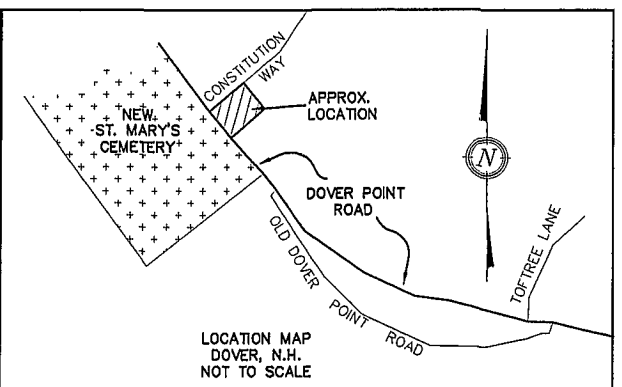 CONSTITUTION
WAY
APPROX.
LOCATION
NEW
ST. MARY'S
CEMETERY
N
DOVER POINT
ROAD
OLD DOVER
POINT ROAD
TOFTREE LANE
LOCATION MAP
DOVER, N.H.
NOT TO SCALE